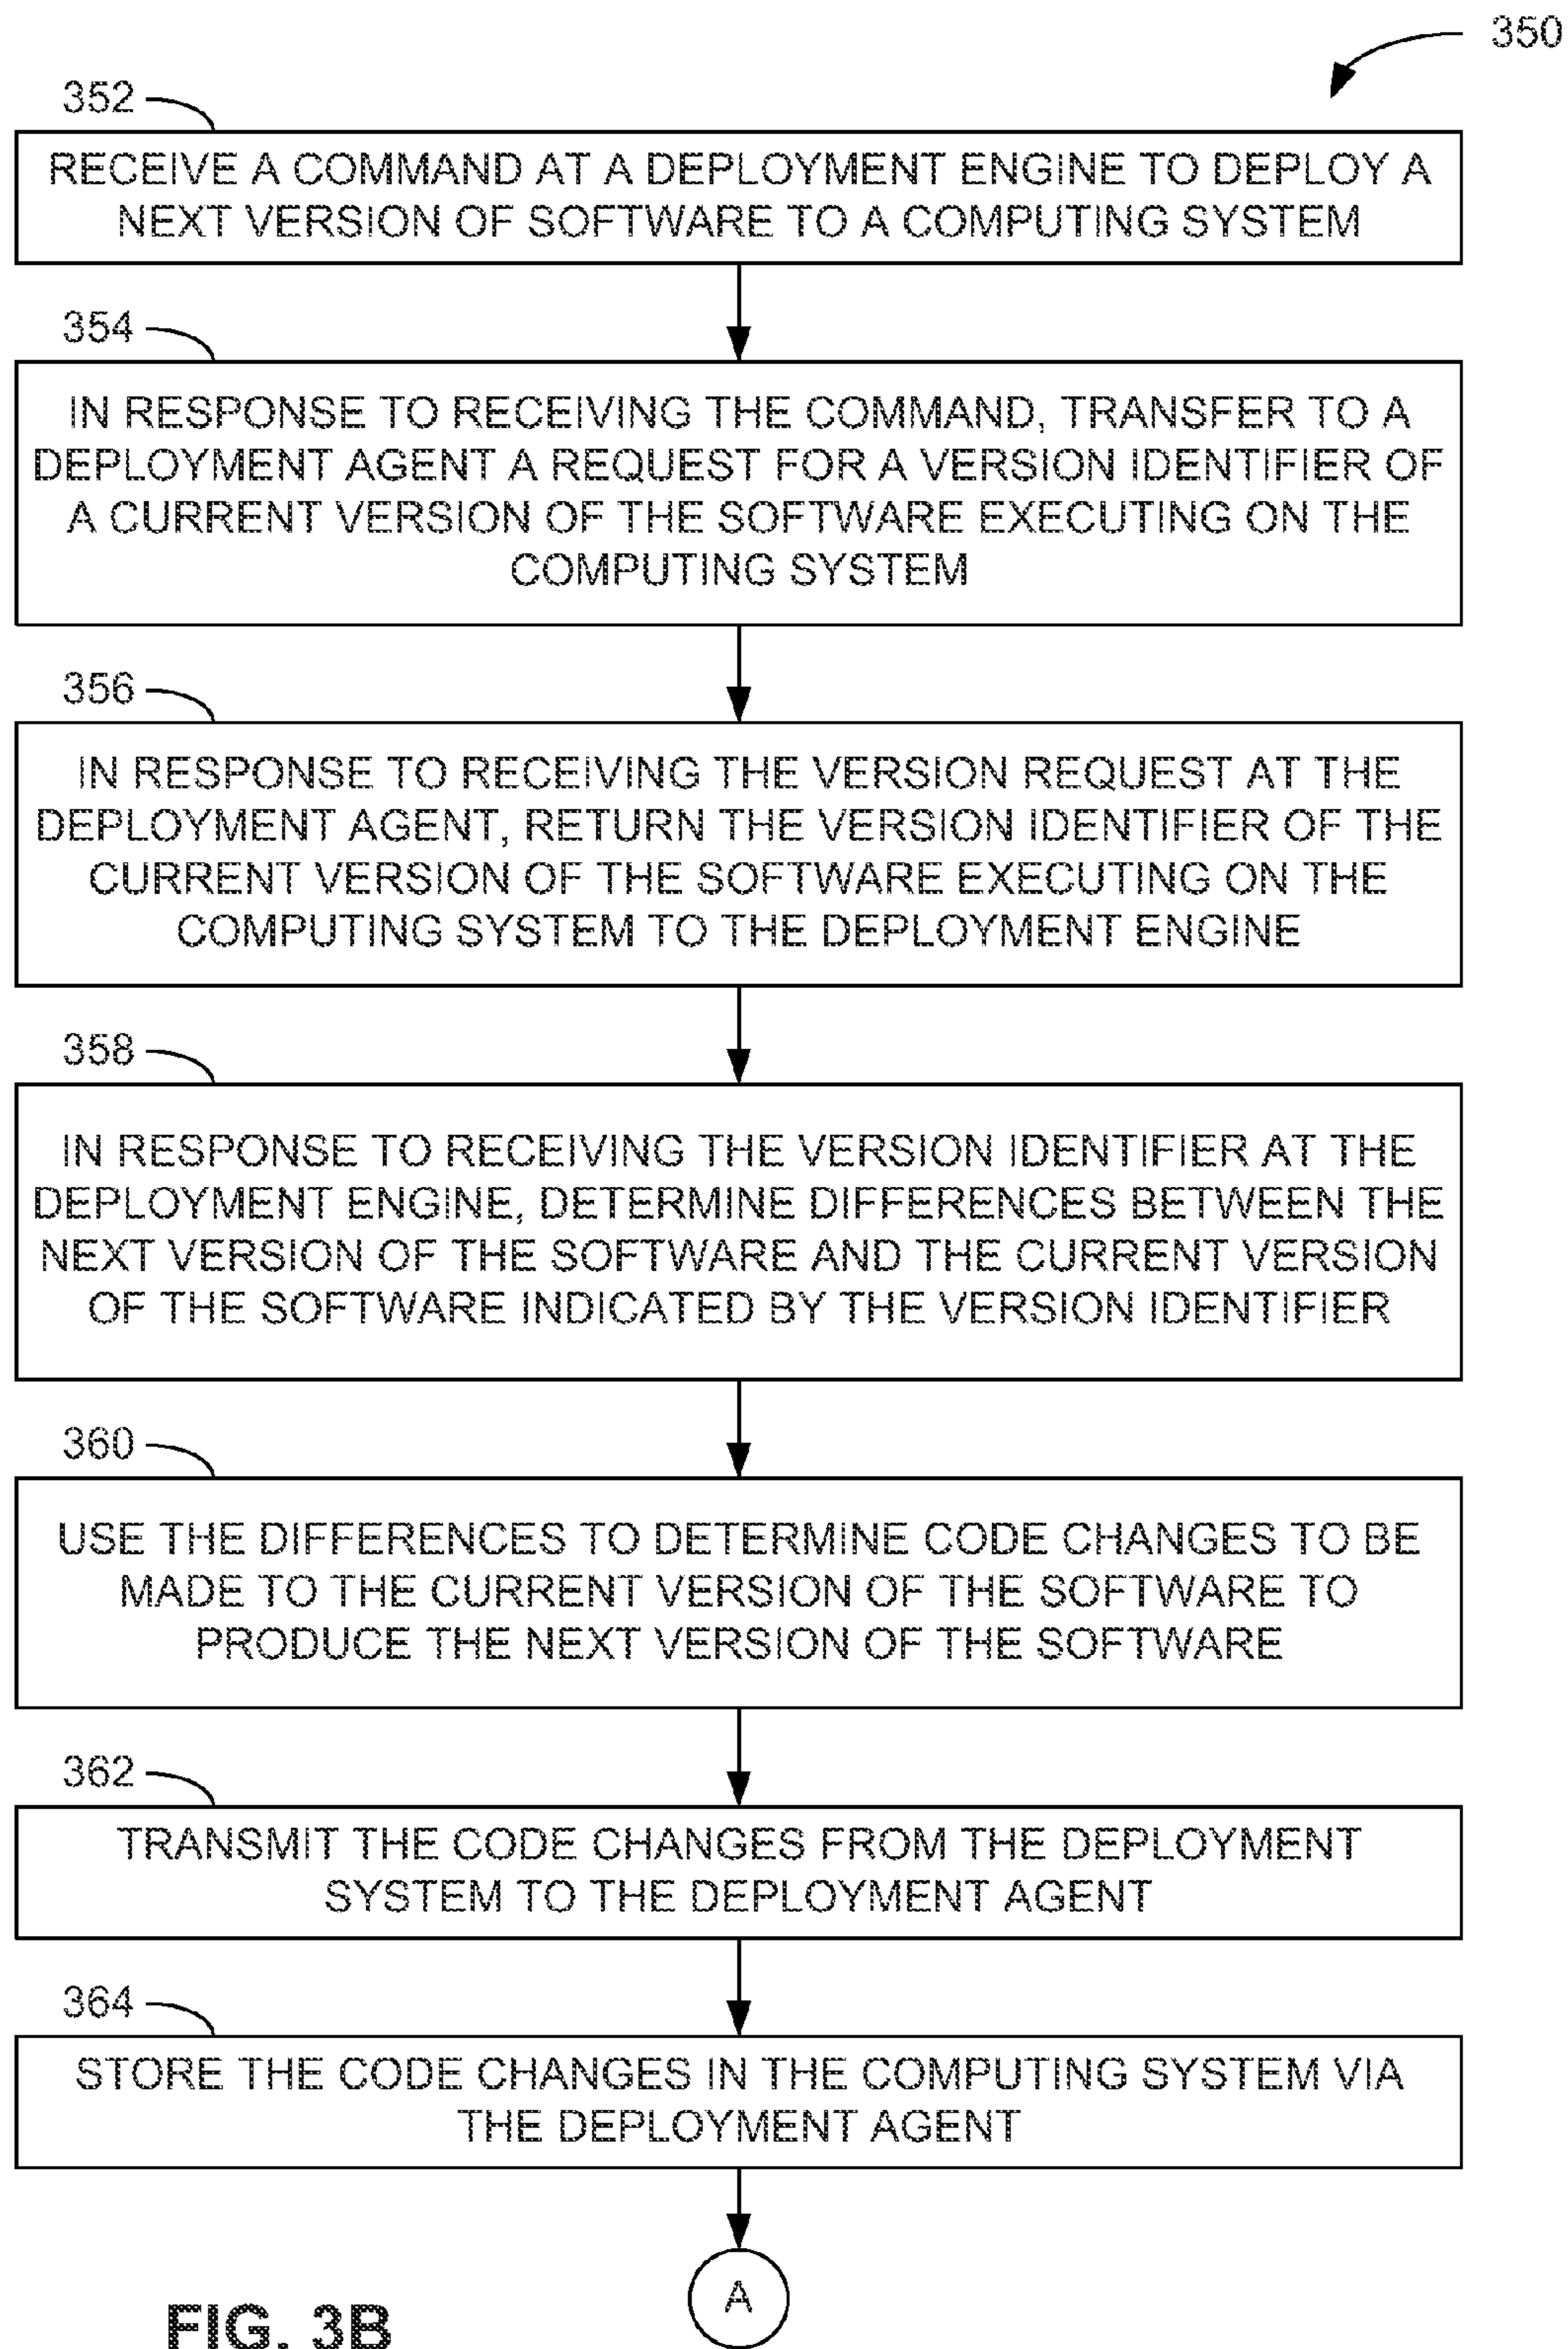 350
352
RECEIVE A COMMAND AT A DEPLOYMENT ENGINE TO DEPLOY A
NEXT VERSION OF SOFTWARE TO A COMPUTING SYSTEM
354
IN RESPONSE TO RECEIVING THE COMMAND, TRANSFER TO A
DEPLOYMENT AGENT A REQUEST FOR A VERSION IDENTIFIER OF
A CURRENT VERSION OF THE SOFTWARE EXECUTING ON THE
COMPUTING SYSTEM
356
IN RESPONSE TO RECEIVING THE VERSION REQUEST AT THE
DEPLOYMENT AGENT, RETURN THE VERSION IDENTIFIER OF THE
CURRENT VERSION OF THE SOFTWARE EXECUTING ON THE
COMPUTING SYSTEM TO THE DEPLOYMENT ENGINE
358
IN RESPONSE TO RECEIVING THE VERSION IDENTIFIER AT THE
DEPLOYMENT ENGINE, DETERMINE DIFFERENCES BETWEEN THE
NEXT VERSION OF THE SOFTWARE AND THE CURRENT VERSION
OF THE SOFTWARE INDICATED BY THE VERSION IDENTIFIER
360
USE THE DIFFERENCES TO DETERMINE CODE CHANGES TO BE
MADE TO THE CURRENT VERSION OF THE SOFTWARE TO
PRODUCE THE NEXT VERSION OF THE SOFTWARE
362
TRANSMIT THE CODE CHANGES FROM THE DEPLOYMENT
SYSTEM TO THE DEPLOYMENT AGENT
364
STORE THE CODE CHANGES IN THE COMPUTING SYSTEM VIA
THE DEPLOYMENT AGENT
A
FIG. 3B